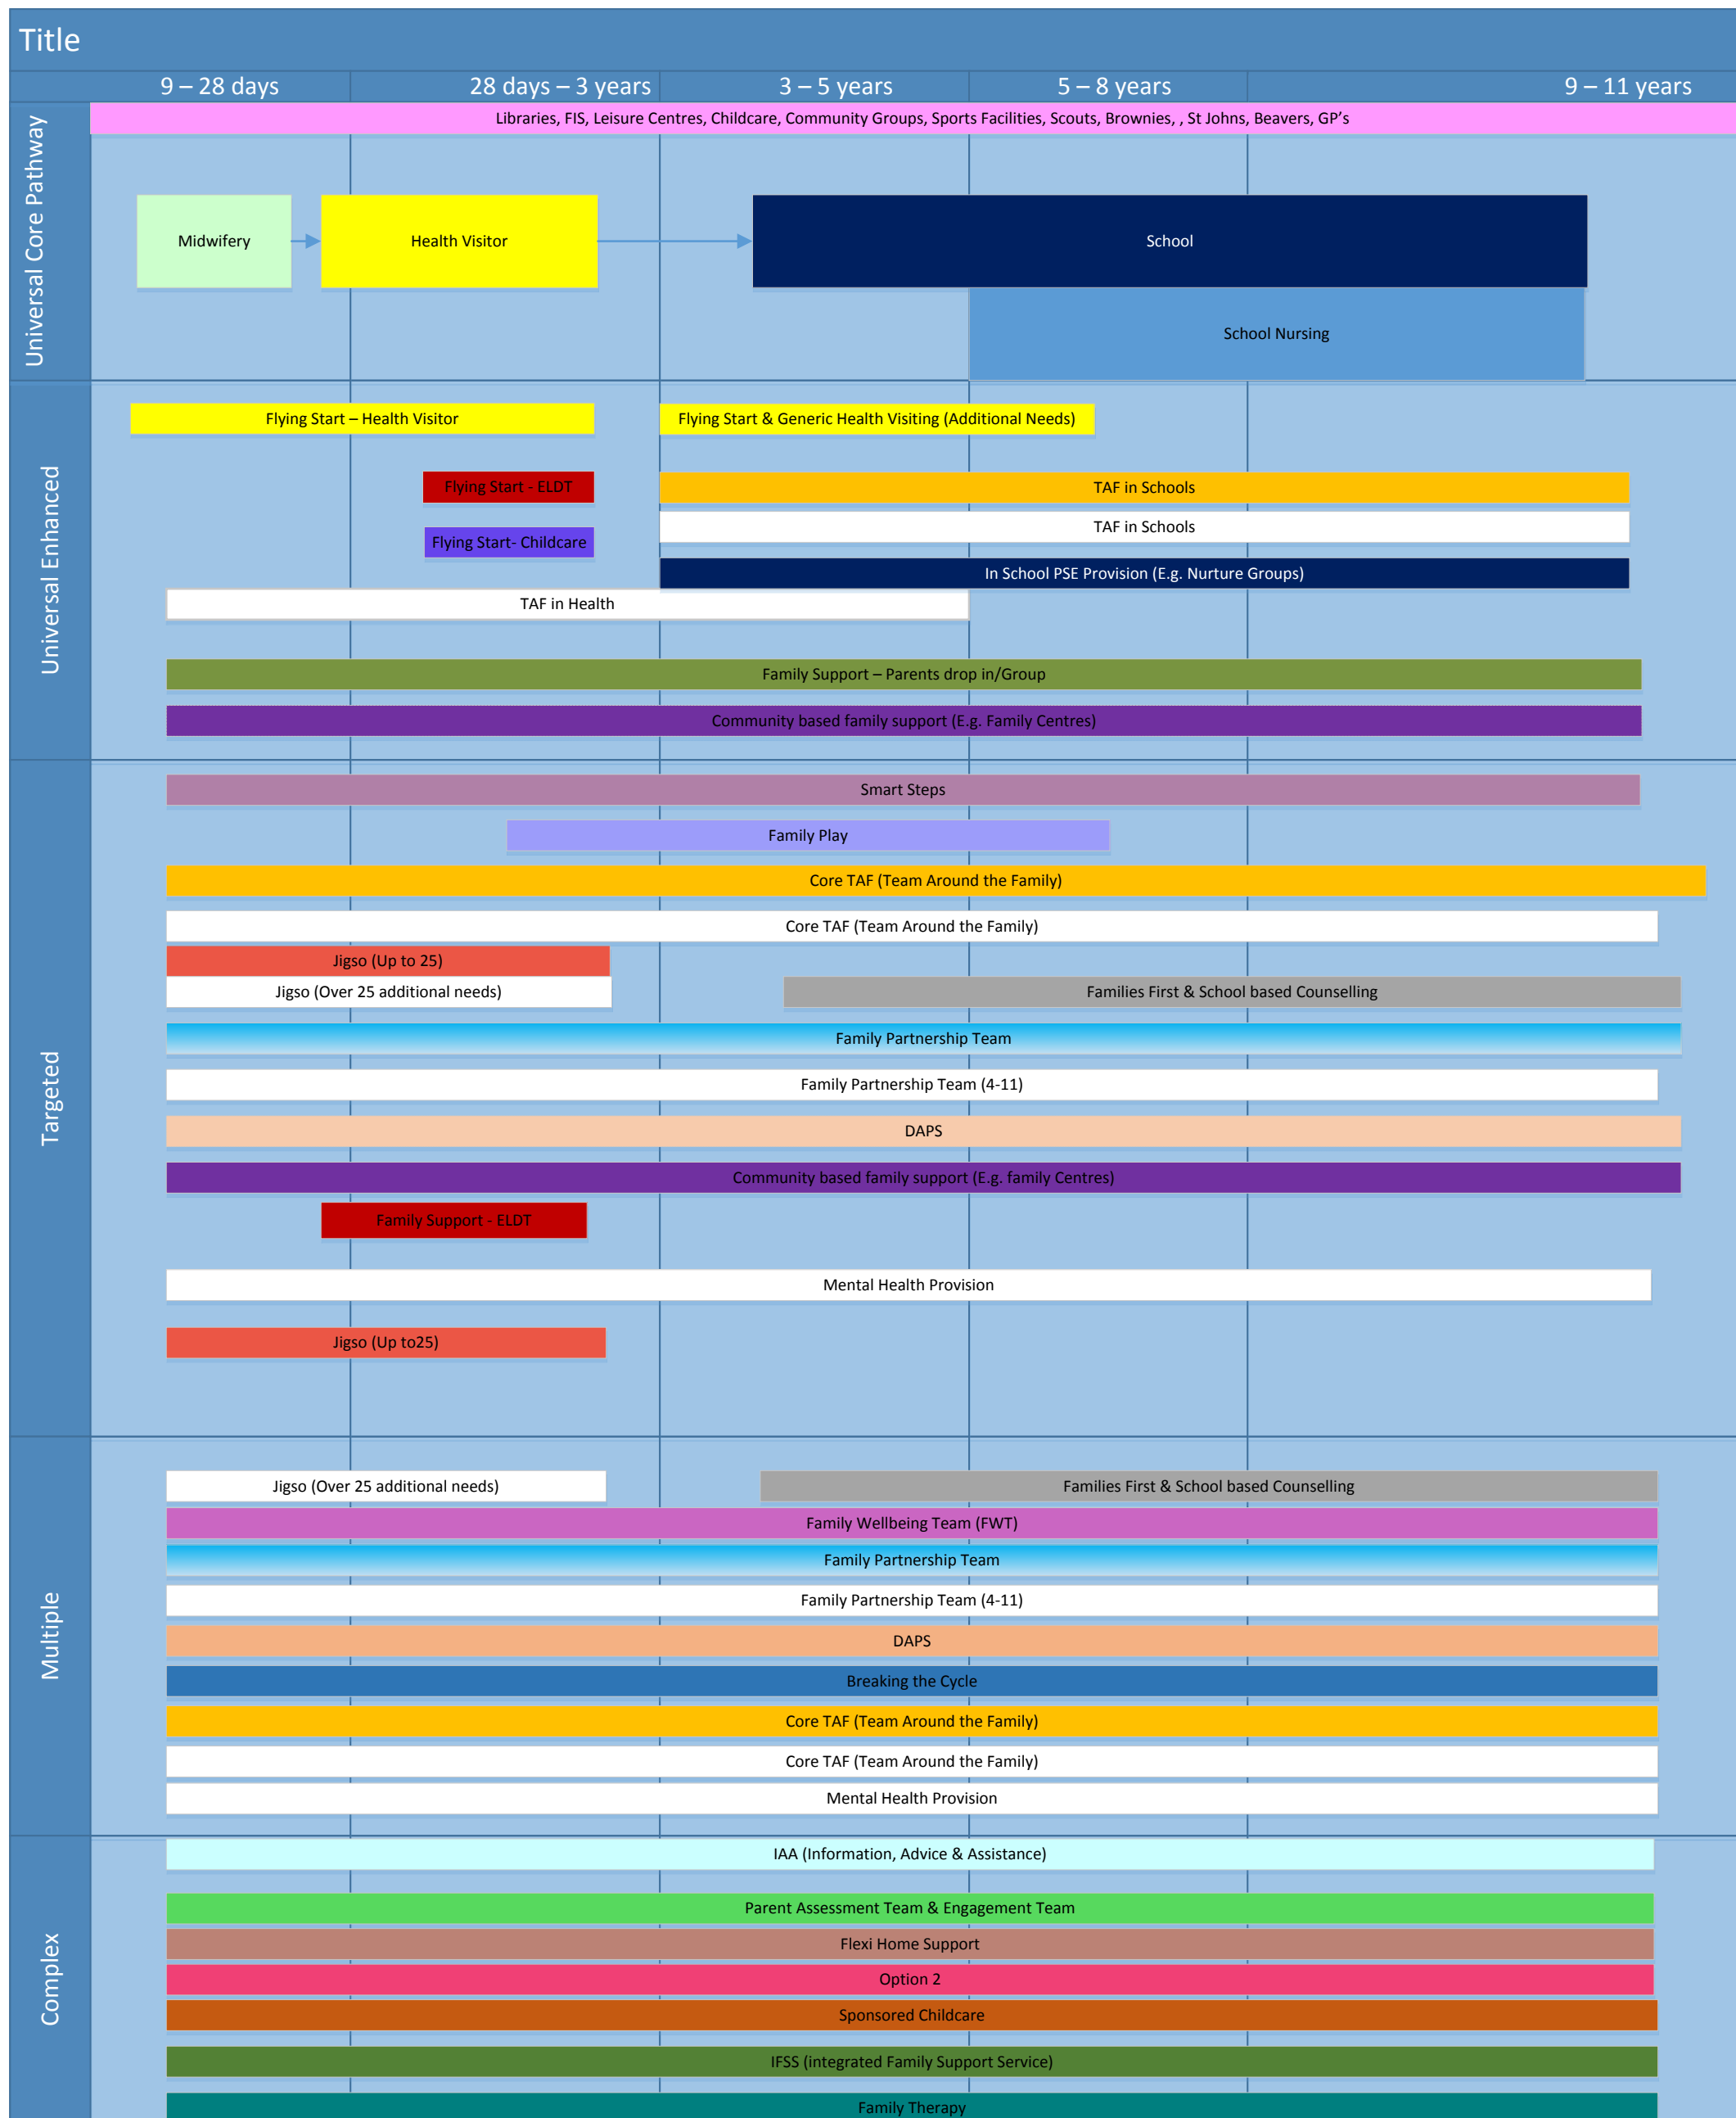 Title
9 – 28 days
28 days – 3 years
3 – 5 years
5 – 8 years
9 – 11 years
Universal Core Pathway
Libraries, FIS, Leisure Centres, Childcare, Community Groups, Sports Facilities, Scouts, Brownies, , St Johns, Beavers, GP's
Midwifery
Health Visitor
School
School Nursing
Universal Enhanced
Flying Start – Health Visitor
Flying Start & Generic Health Visiting (Additional Needs)
Flying Start - ELDT
TAF in Schools
TAF in Schools
Flying Start- Childcare
In School PSE Provision (E.g. Nurture Groups)
TAF in Health
Family Support – Parents drop in/Group
Community based family support (E.g. Family Centres)
Targeted
Smart Steps
Family Play
Core TAF (Team Around the Family)
Core TAF (Team Around the Family)
Jigso (Up to 25)
Jigso (Over 25 additional needs)
Families First & School based Counselling
Family Partnership Team
Family Partnership Team (4-11)
DAPS
Community based family support (E.g. family Centres)
Family Support - ELDT
Mental Health Provision
Jigso (Up to25)
Multiple
Jigso (Over 25 additional needs)
Families First & School based Counselling
Family Wellbeing Team (FWT)
Family Partnership Team
Family Partnership Team (4-11)
DAPS
Breaking the Cycle
Core TAF (Team Around the Family)
Core TAF (Team Around the Family)
Mental Health Provision
Complex
IAA (Information, Advice & Assistance)
Parent Assessment Team & Engagement Team
Flexi Home Support
Option 2
Sponsored Childcare
IFSS (integrated Family Support Service)
Family Therapy